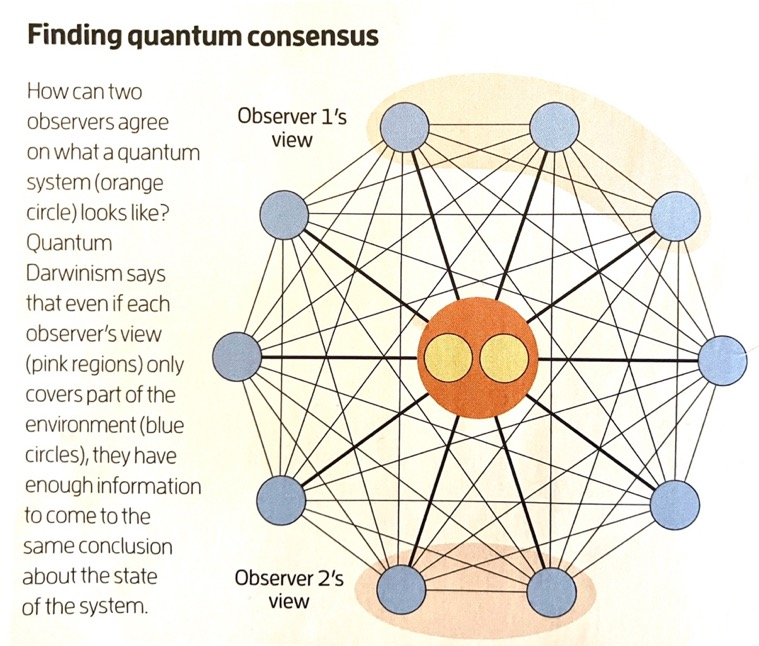 Finding quantum consensus
How can two
observers agree
on what a quantum
system (orange
circle) looks like?
Quantum
Darwinism says
that even if each
observer's view
(pink regions) only
covers part of the
environment (blue
circles), they have
enough information
to come to the
same conclusion
about the state
of the system.
Observer 1's
view
Observer 2's
view